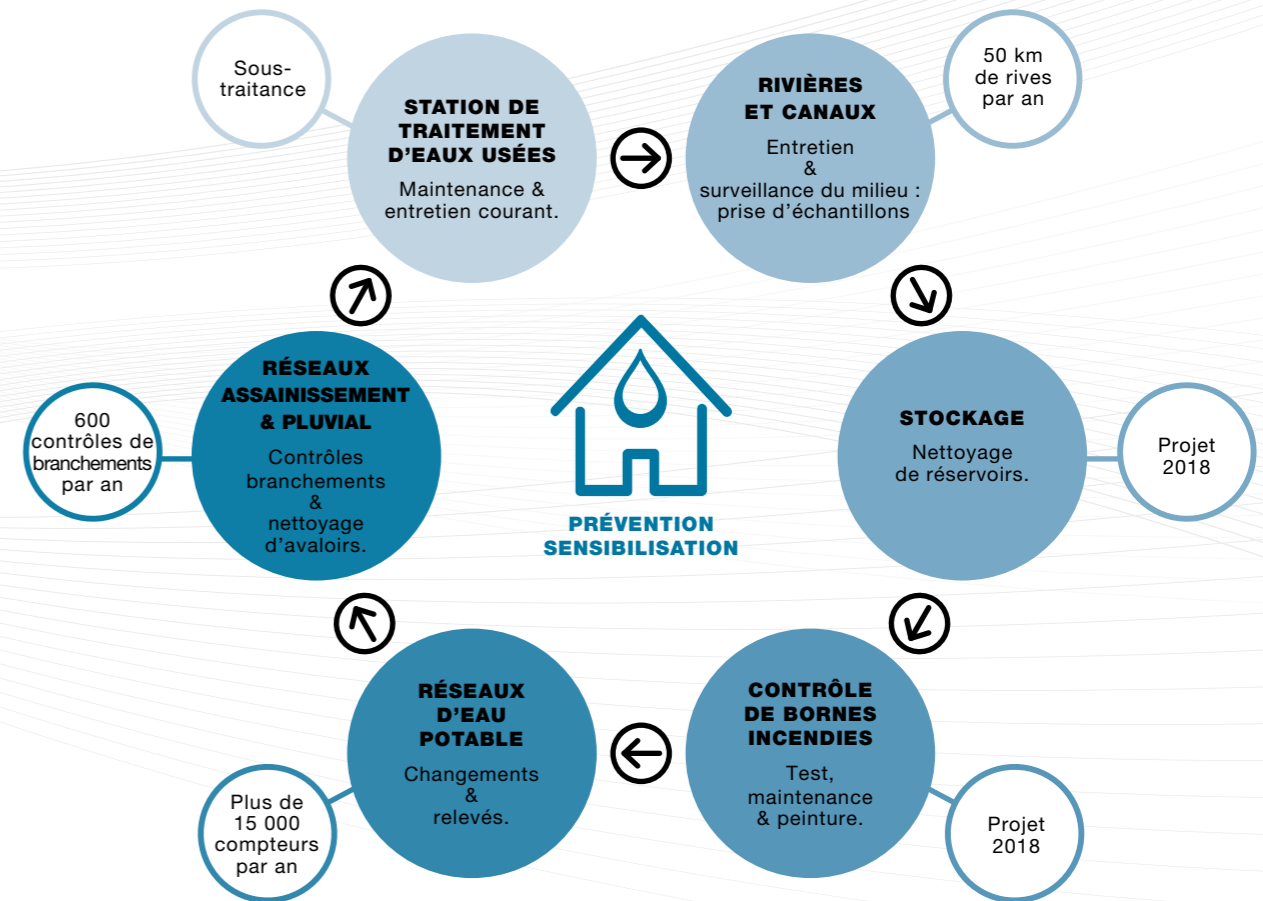 Sous-
traitance
STATION DE
TRAITEMENT
D'EAUX USÉES
Maintenance &
entretien courant.
RIVIÈRES
ET CANAUX
Entretien
&
surveillance du milieu :
prise d'échantillons
50 km
de rives
par an
STOCKAGE
Nettoyage
de réservoirs.
Projet
2018
CONTRÔLE
DE BORNES
INCENDIES
Test,
maintenance
& peinture.
Projet
2018
RÉSEAUX
D'EAU
POTABLE
Changements
&
relevés.
Plus de
15 000
compteurs
par an
RÉSEAUX
ASSAINISSEMENT
& PLUVIAL
Contrôles
branchements
&
nettoyage
d'avaloirs.
600
contrôles de
branchements
par an
PRÉVENTION
SENSIBILISATION